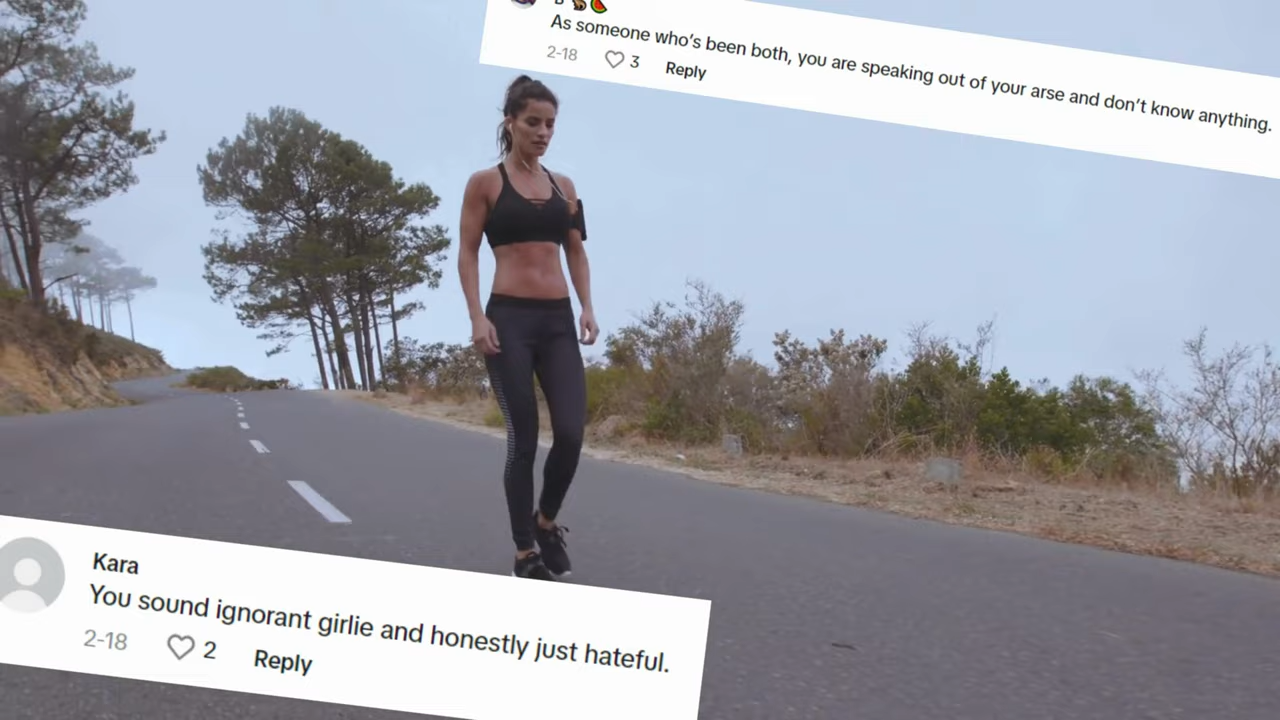 As someone who's been both, you are speaking out of your arse and don't know anything.
2-18 3 Reply
Kara
You sound ignorant girlie and honestly just hateful.
2-18 2 Reply